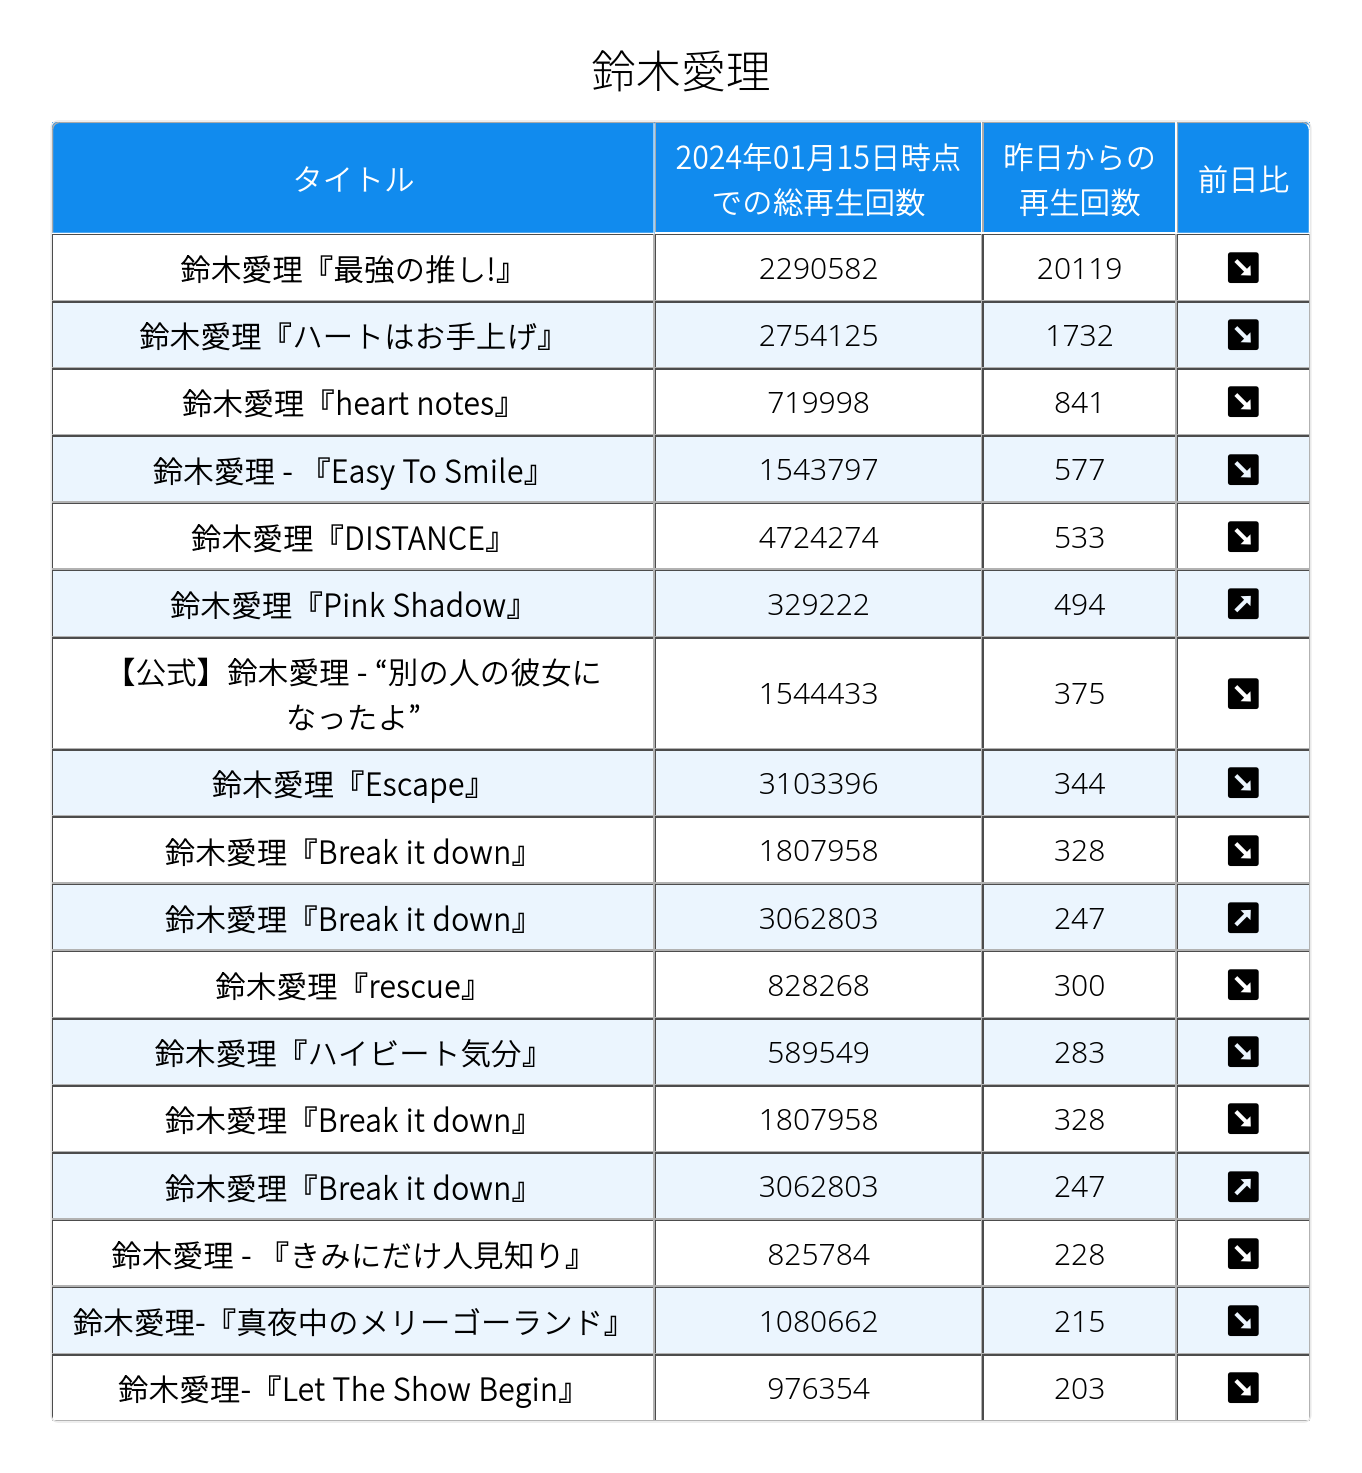 鈴木愛理
タイトル 2024年01月15日時点 昨日からの 前日比
での総再生回数 再生回数
鈴木愛理『最強の推し!』 2290582 20119
鈴木愛理『ハートはお手上げ』 2754125 1732
鈴木愛理『heart notes』 719998 841
鈴木愛理 - 『Easy To Smile』 1543797 577
鈴木愛理『DISTANCE』 4724274 533
鈴木愛理『Pink Shadow』 329222 494
【公式】鈴木愛理 - “別の人の彼女に 1544433 375
なったよ”
鈴木愛理『Escape』 3103396 344
鈴木愛理『Break it down』 1807958 328
鈴木愛理『Break it down』 3062803 247
鈴木愛理『rescue』 828268 300
鈴木愛理『ハイビート気分』 589549 283
鈴木愛理『Break it down』 1807958 328
鈴木愛理『Break it down』 3062803 247
鈴木愛理 - 『きみにだけ人見知り』 825784 228
鈴木愛理-『真夜中のメリーゴーランド』 1080662 215
鈴木愛理-『Let The Show Begin』 976354 203